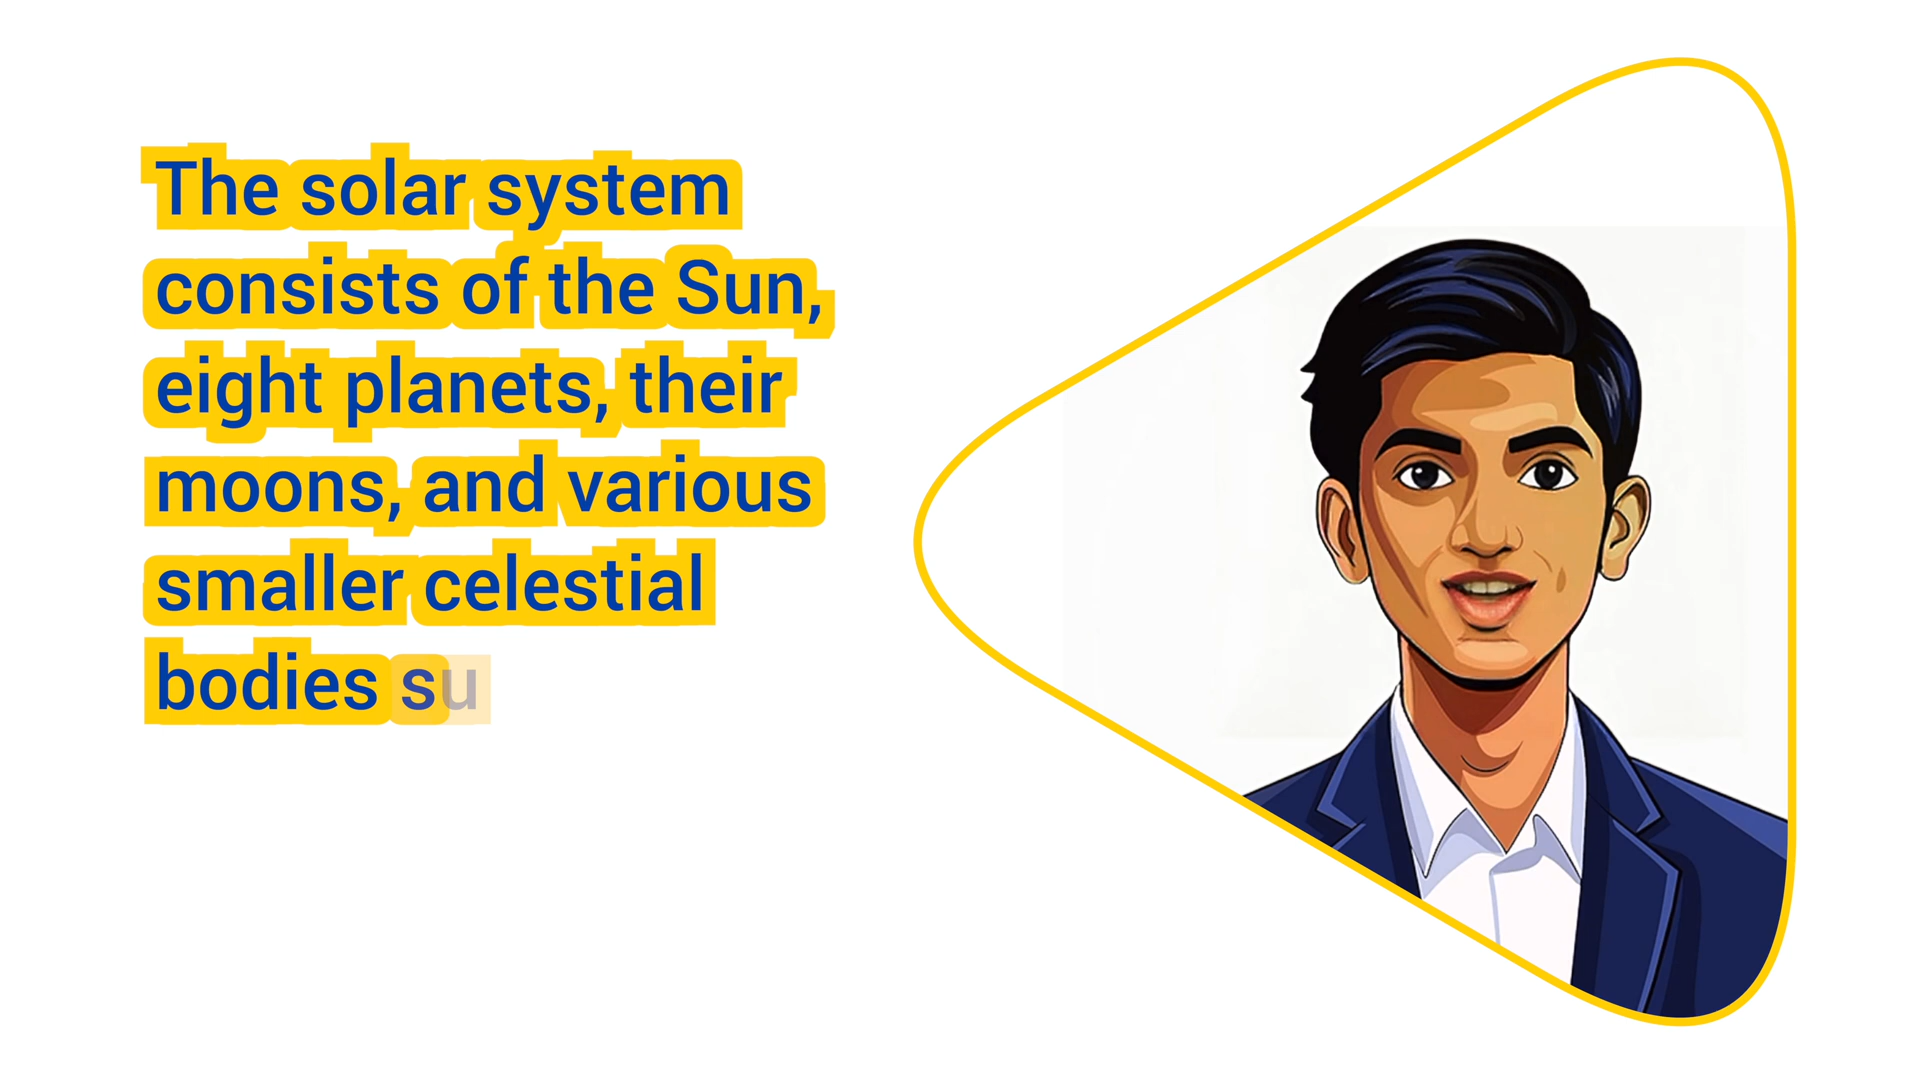 The solar system
consists of the Sun,
eight planets, their
moons, and various
smaller celestial
bodies su